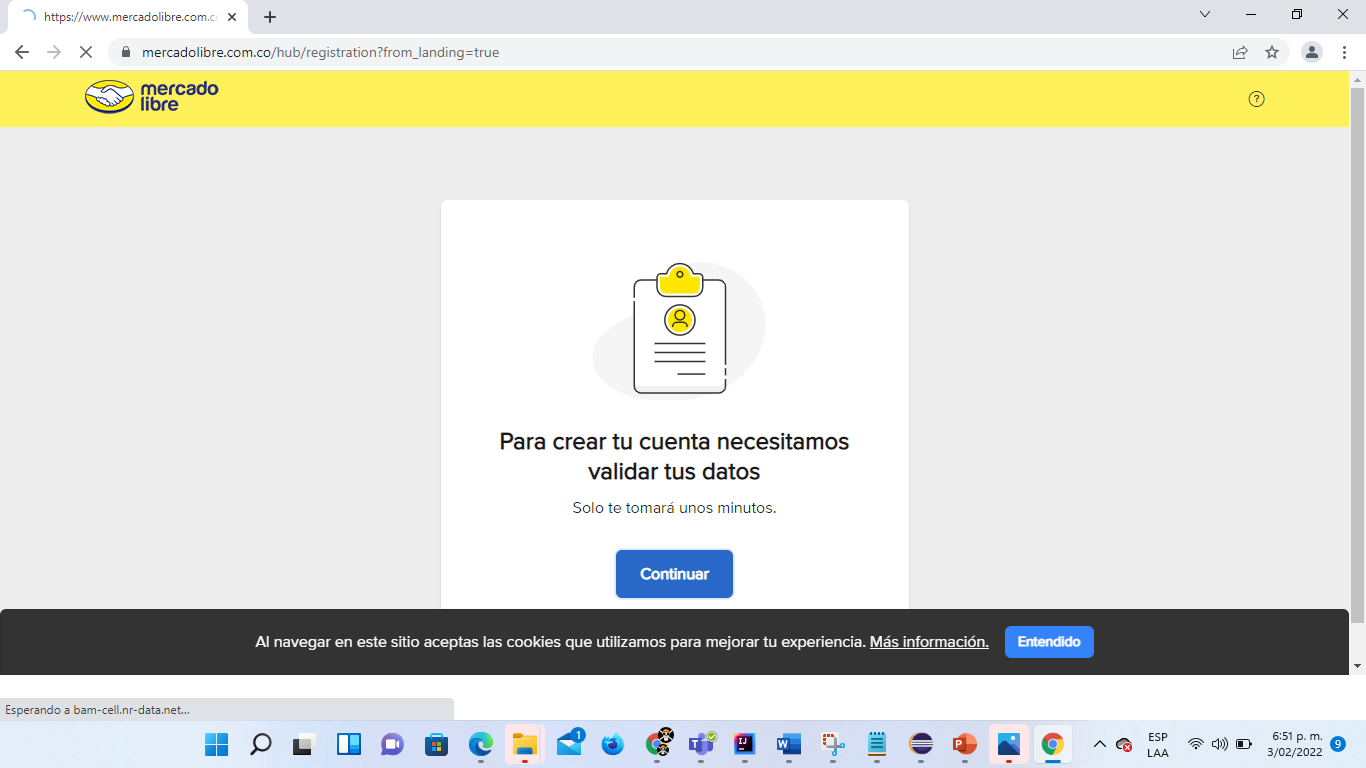 https://www.mercadolibre.com.cc
mercadolibre.com.co/hub/registration?from_landing=true
mercado
libre
?
Para crear tu cuenta necesitamos
validar tus datos
Solo te tomará unos minutos.
Continuar
Al navegar en este sitio aceptas las cookies que utilizamos para mejorar tu experiencia. Más información.
Entendido
Esperando a bam-cell.nr-data.net...
1
IJ
W
P
ESP
LAA
6:51 p. m.
3/02/2022
9